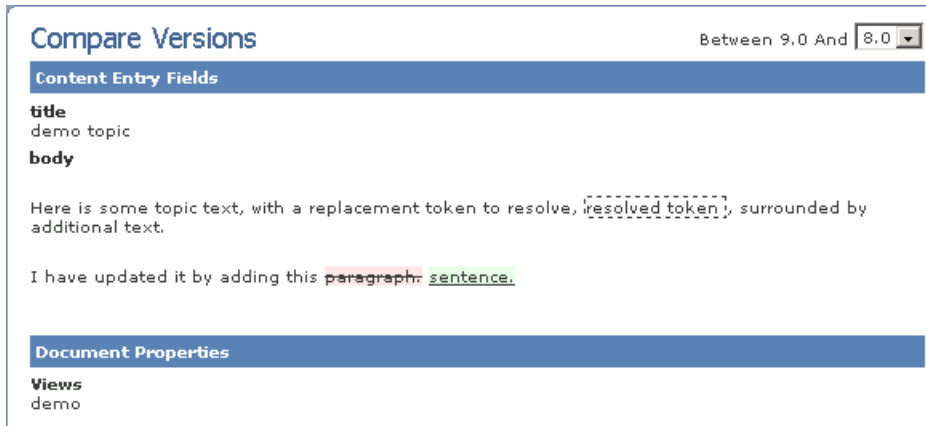 Compare Versions
Between 9.0 And 8.0
Content Entry Fields
title
demo topic
body
Here is some topic text, with a replacement token to resolve, resolved token , surrounded by
additional text.
I have updated it by adding this paragraph. sentence.
Document Properties
Views
demo